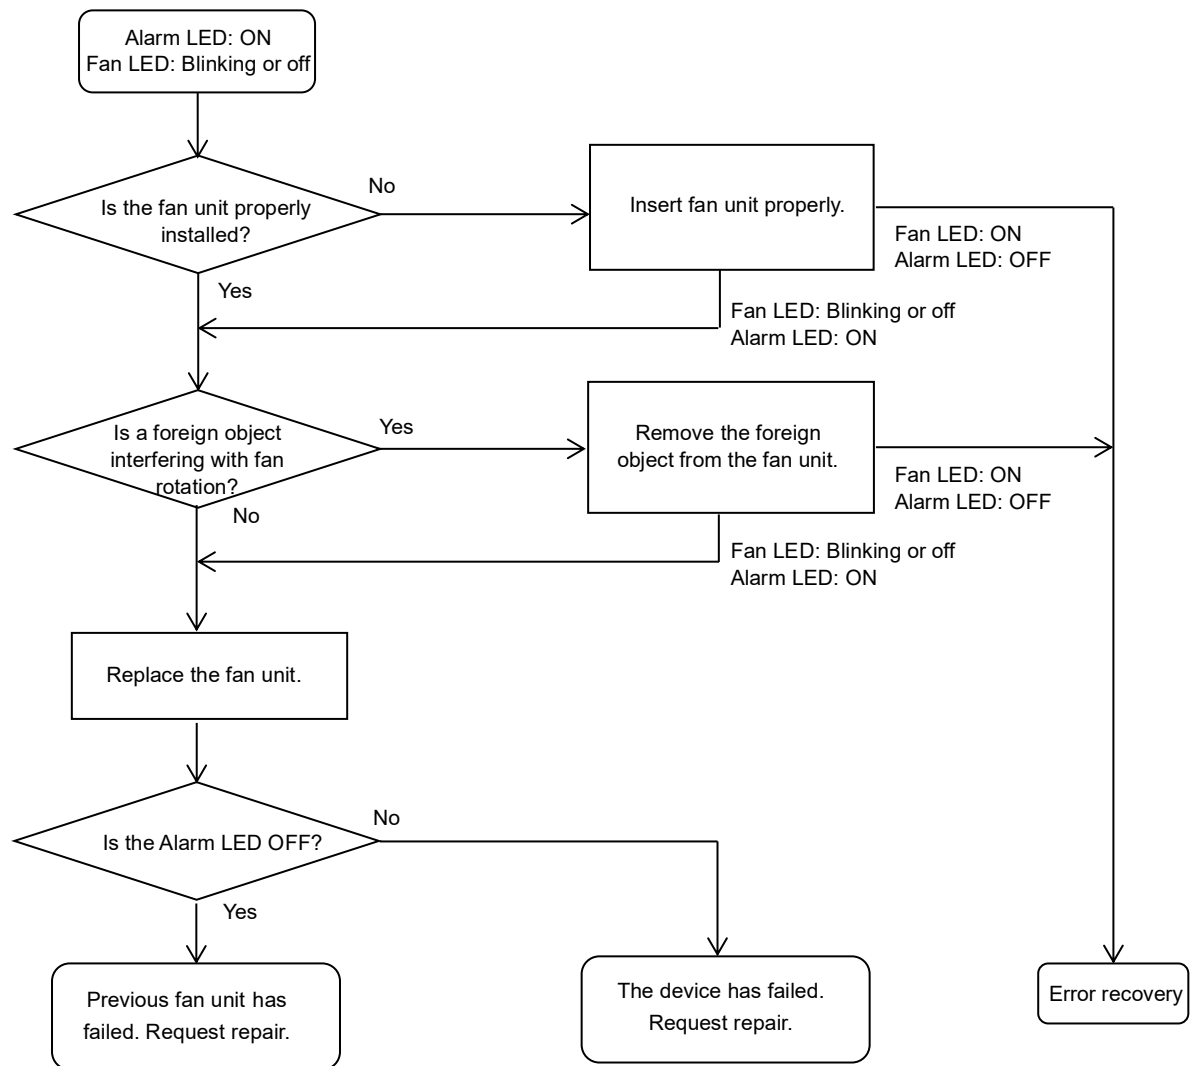 Alarm LED: ON
Fan LED: Blinking or off
No
Is the fan unit properly
installed?
Insert fan unit properly.
Fan LED: ON
Alarm LED: OFF
Yes
Fan LED: Blinking or off
Alarm LED: ON
Yes
Is a foreign object
interfering with fan
rotation?
Remove the foreign
object from the fan unit.
Fan LED: ON
Alarm LED: OFF
No
Fan LED: Blinking or off
Alarm LED: ON
Replace the fan unit.
No
Is the Alarm LED OFF?
Yes
Previous fan unit has
failed. Request repair.
The device has failed.
Request repair.
Error recovery